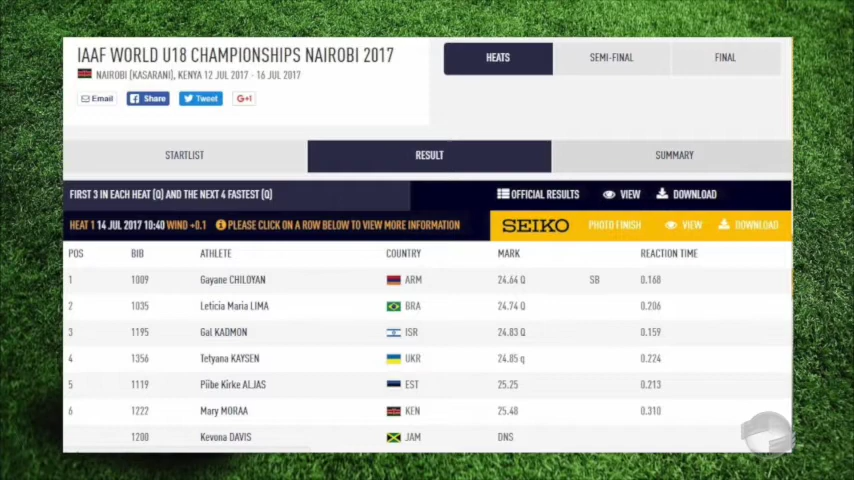 IAAF WORLD U18 CHAMPIONSHIPS NAIROBI 2017
NAIROBI (KASARANI), KENYA 12 JUL 2017 - 16 JUL 2017
Email Share Tweet G+1
HEATS SEMI-FINAL FINAL
STARTLIST RESULT SUMMARY
FIRST 3 IN EACH HEAT (Q) AND THE NEXT 4 FASTEST (Q) OFFICIAL RESULTS VIEW DOWNLOAD
HEAT 1 14 JUL 2017 10:40 WIND +0.1 PLEASE CLICK ON A ROW BELOW TO VIEW MORE INFORMATION SEIKO PHOTO FINISH VIEW DOWNLOAD
POS BIB ATHLETE COUNTRY MARK REACTION TIME
1 1009 Gayane CHILOYAN ARM 24.64 Q SB 0.168
2 1035 Leticia Maria LIMA BRA 24.74 Q 0.206
3 1195 Gal KADMON ISR 24.83 Q 0.159
4 1356 Tetyana KAYSEN UKR 24.85 q 0.224
5 1119 Piibe Kirke ALJAS EST 25.25 0.213
6 1222 Mary MORAA KEN 25.48 0.310
1200 Kevona DAVIS JAM DNS